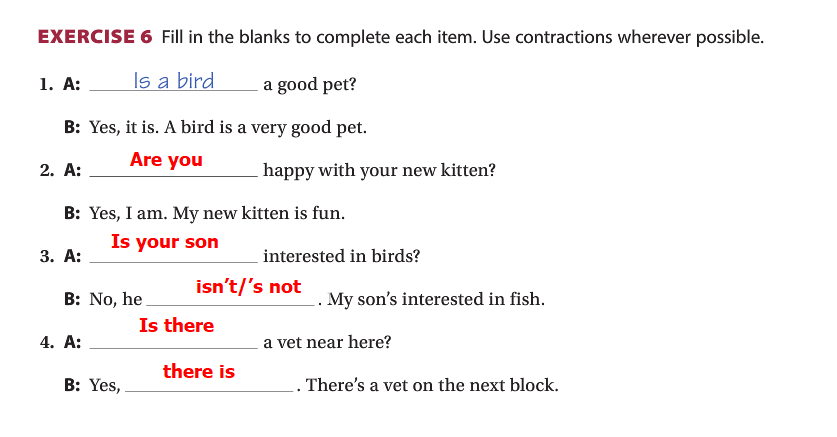 EXERCISE 6 Fill in the blanks to complete each item. Use contractions wherever possible.
1. A: Is a bird a good pet?
B: Yes, it is. A bird is a very good pet.
2. A: Are you happy with your new kitten?
B: Yes, I am. My new kitten is fun.
3. A: Is your son interested in birds?
B: No, he isn't/'s not . My son's interested in fish.
4. A: Is there a vet near here?
B: Yes, there is . There's a vet on the next block.